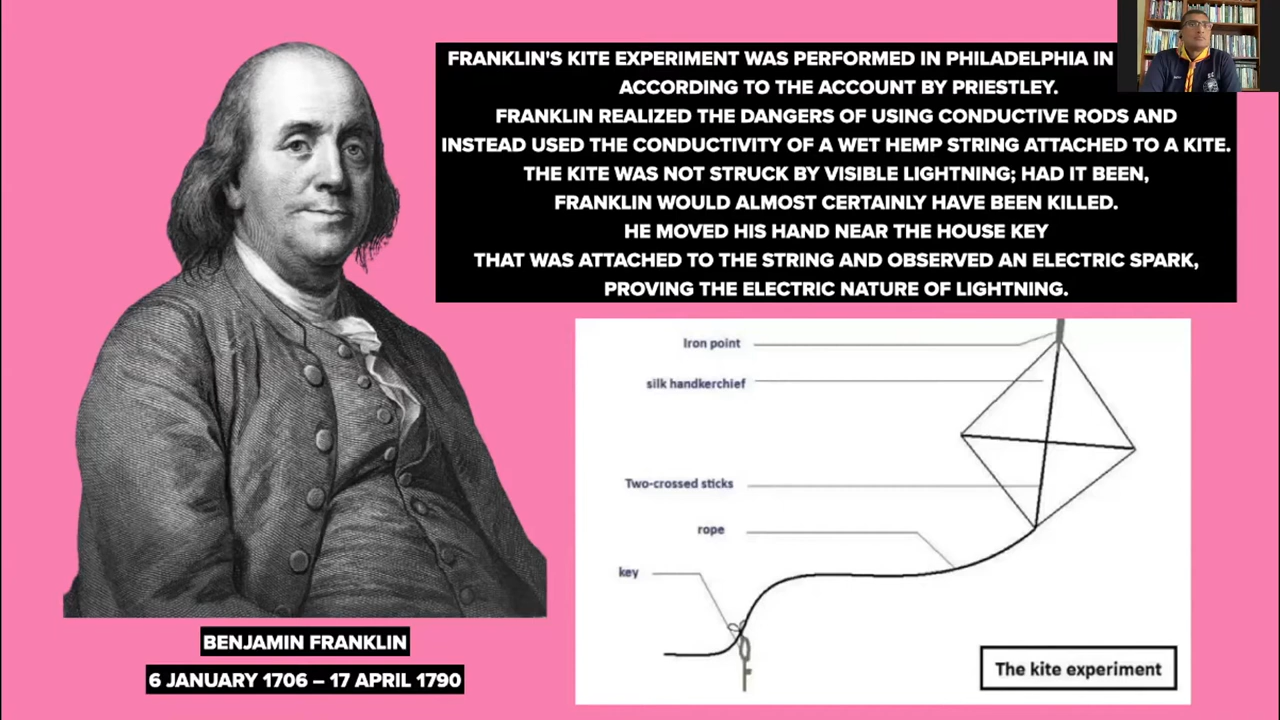 FRANKLIN'S KITE EXPERIMENT WAS PERFORMED IN PHILADELPHIA IN
ACCORDING TO THE ACCOUNT BY PRIESTLEY.
FRANKLIN REALIZED THE DANGERS OF USING CONDUCTIVE RODS AND
INSTEAD USED THE CONDUCTIVITY OF A WET HEMP STRING ATTACHED TO A KITE.
THE KITE WAS NOT STRUCK BY VISIBLE LIGHTNING; HAD IT BEEN,
FRANKLIN WOULD ALMOST CERTAINLY HAVE BEEN KILLED.
HE MOVED HIS HAND NEAR THE HOUSE KEY
THAT WAS ATTACHED TO THE STRING AND OBSERVED AN ELECTRIC SPARK,
PROVING THE ELECTRIC NATURE OF LIGHTNING.
Iron point
silk handkerchief
Two-crossed sticks
rope
key
The kite experiment
BENJAMIN FRANKLIN
6 JANUARY 1706 – 17 APRIL 1790